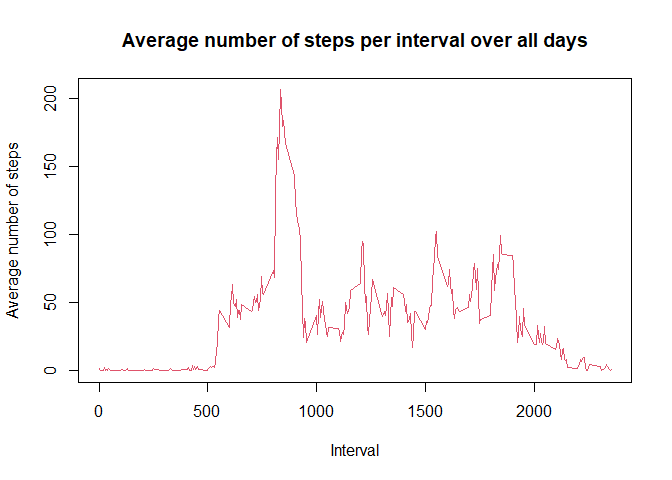 Average number of steps per interval over all days
Average number of steps
200
150
100
50
0
0 500 1000 1500 2000
Interval